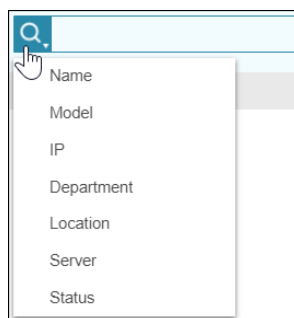 Name
Model
IP
Department
Location
Server
Status